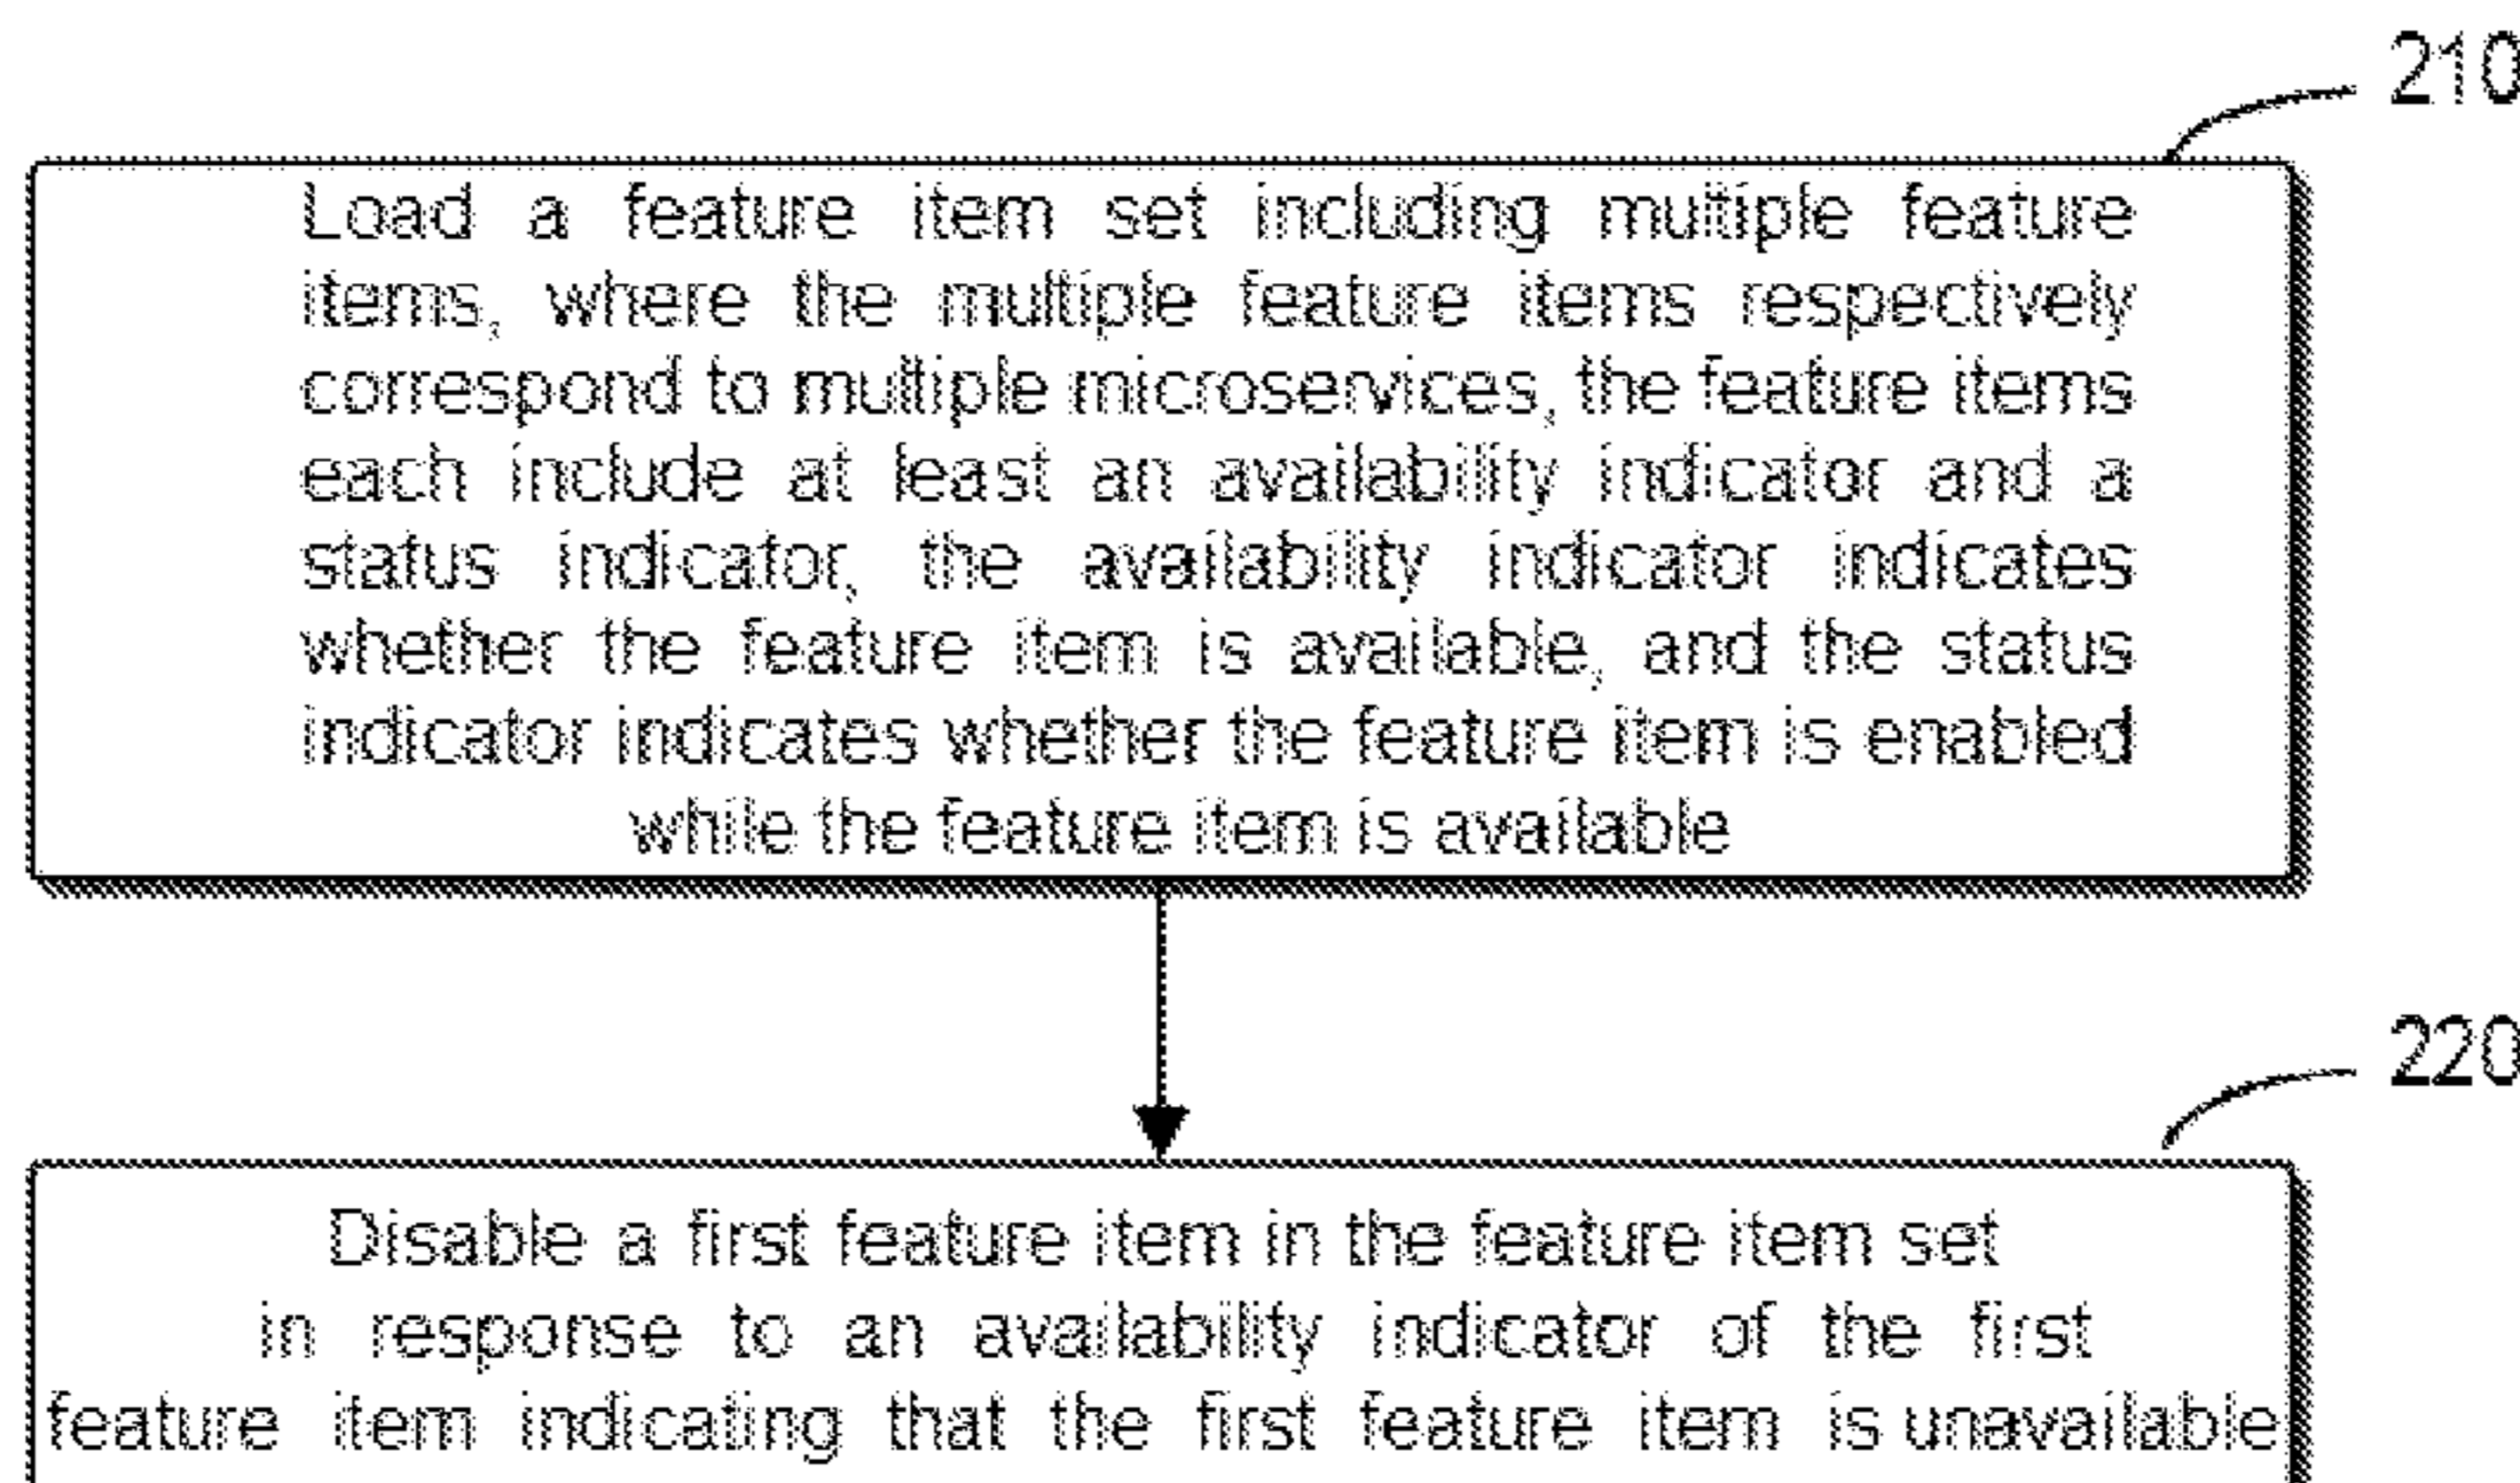 210
Load a feature item set including multiple feature
items, where the multiple feature items respectively
correspond to multiple microservices, the feature items
each include at least an availability indicator and a
status indicator, the availability indicator indicates
whether the feature item is available, and the status
indicator indicates whether the feature item is enabled
while the feature item is available
220
Disable a first feature item in the feature item set
in response to an availability indicator of the first
feature item indicating that the first feature item is unavailable